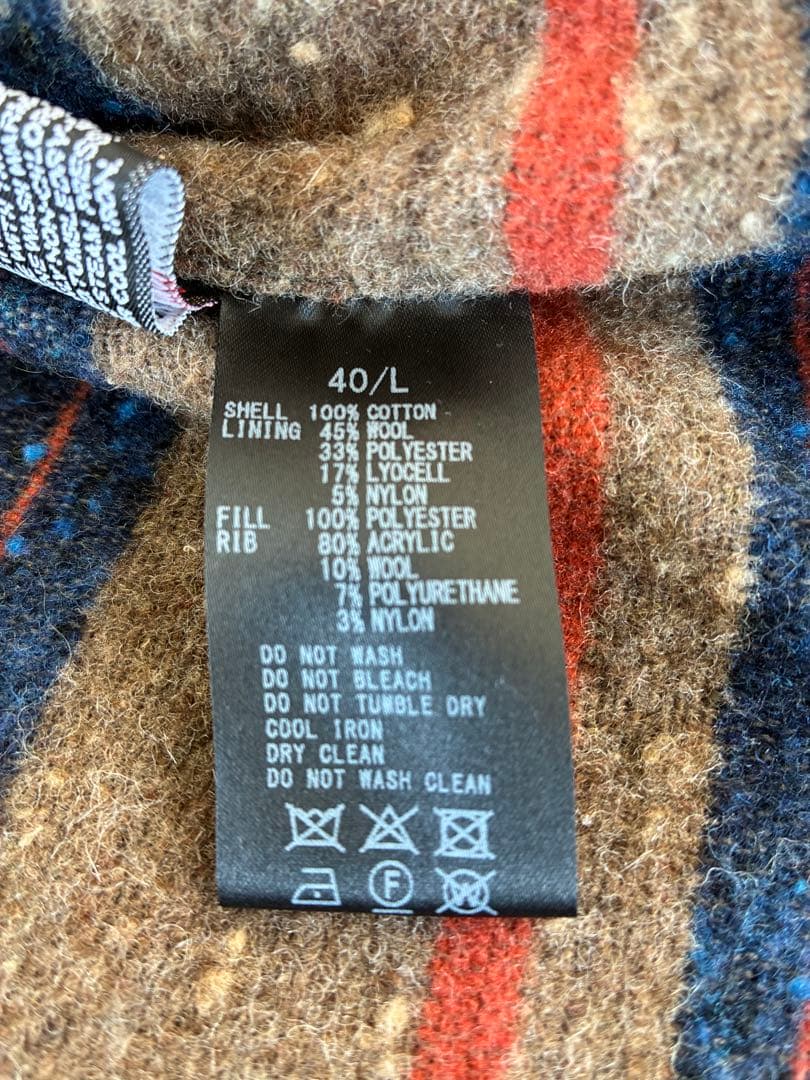 COOL IRON
40/L
SHELL 100% COTTON
LINING 45% WOOL
33% POLYESTER
17% LYOCELL
5% NYLON
FILL 100% POLYESTER
RIB 80% ACRYLIC
10% WOOL
7% POLYURETHANE
3% NYLON
DO NOT WASH
DO NOT BLEACH
DO NOT TUMBLE DRY
COOL IRON
DRY CLEAN
DO NOT WASH CLEAN
F
W